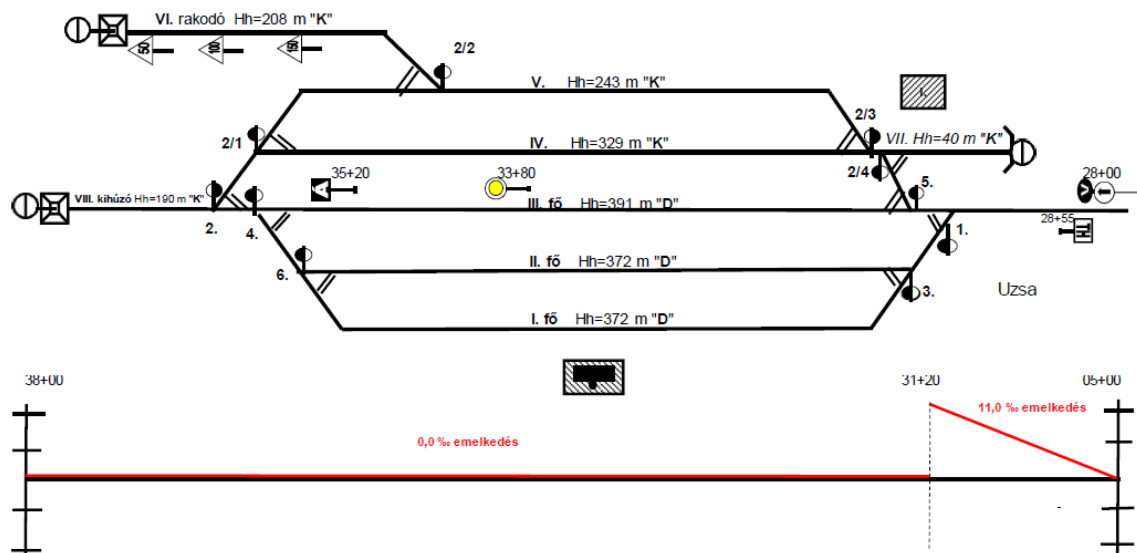 VI. rakodó Hh=208 m "K"
50
100
150
2/2
V. Hh=243 m "K"
2/3
VII. Hh=40 m "K"
2/1
IV. Hh=329 m "K"
2/4
5.
35+20
33+80
28+00
A
V
VIII. kihúzó Hh=190 m "K"
III. fő Hh=391 m "D"
2.
4.
1.
28+55
HT
6.
II. fő Hh=372 m "D"
3.
Uzsa
I. fő Hh=372 m "D"
38+00
31+20
05+00
11,0 ‰ emelkedés
0,0 ‰ emelkedés